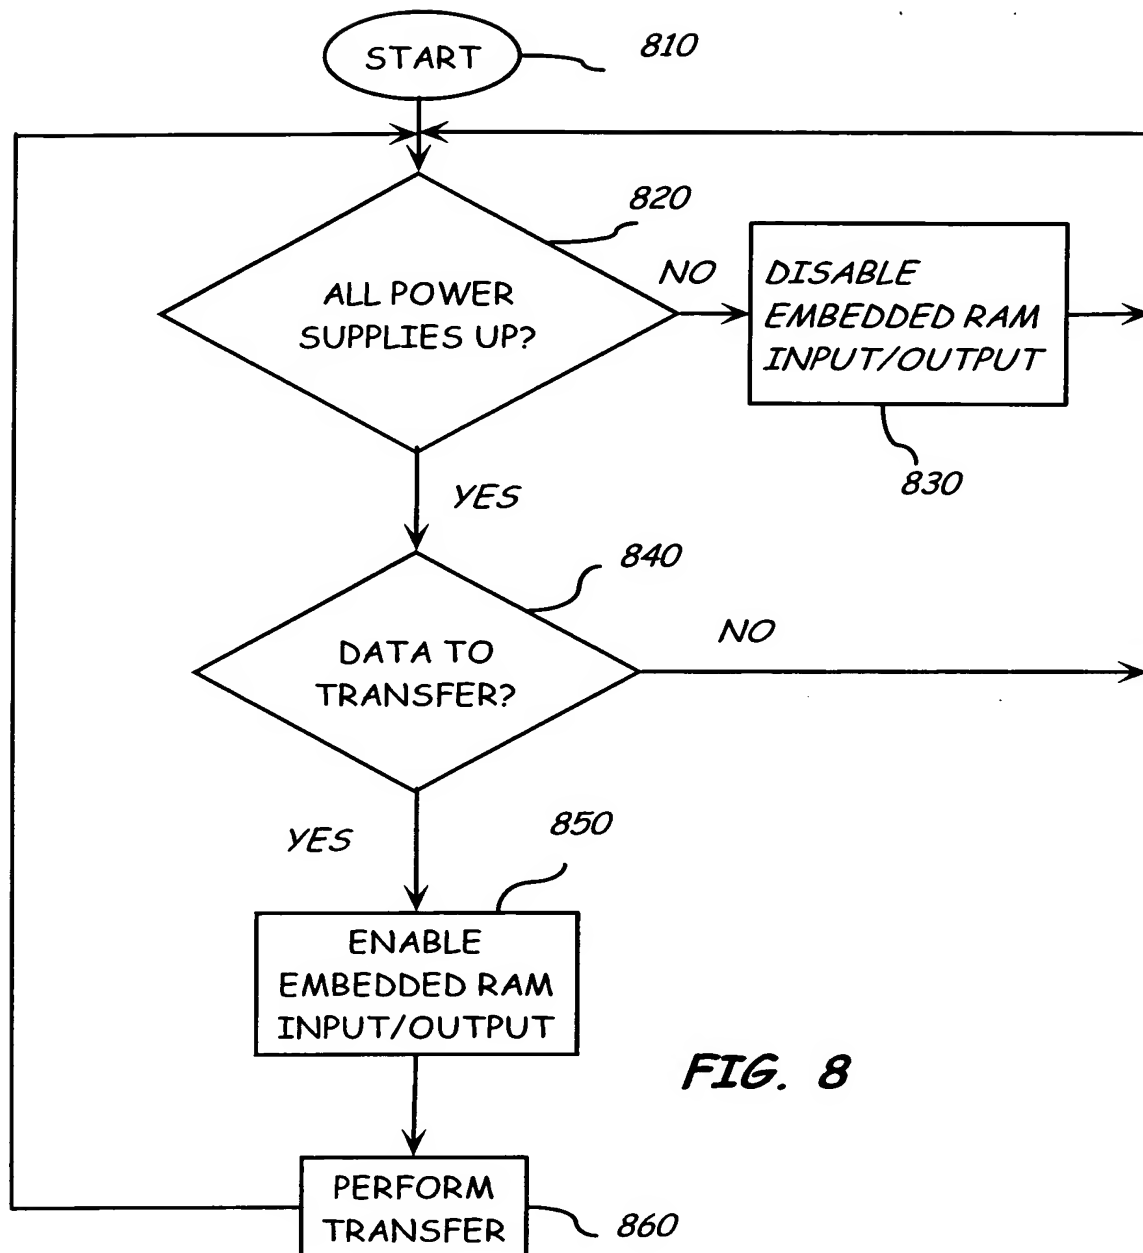 START
810
820
ALL POWER
SUPPLIES UP?
NO
DISABLE
EMBEDDED RAM
INPUT/OUTPUT
830
YES
840
DATA TO
TRANSFER?
NO
YES
850
ENABLE
EMBEDDED RAM
INPUT/OUTPUT
FIG. 8
PERFORM
TRANSFER
860